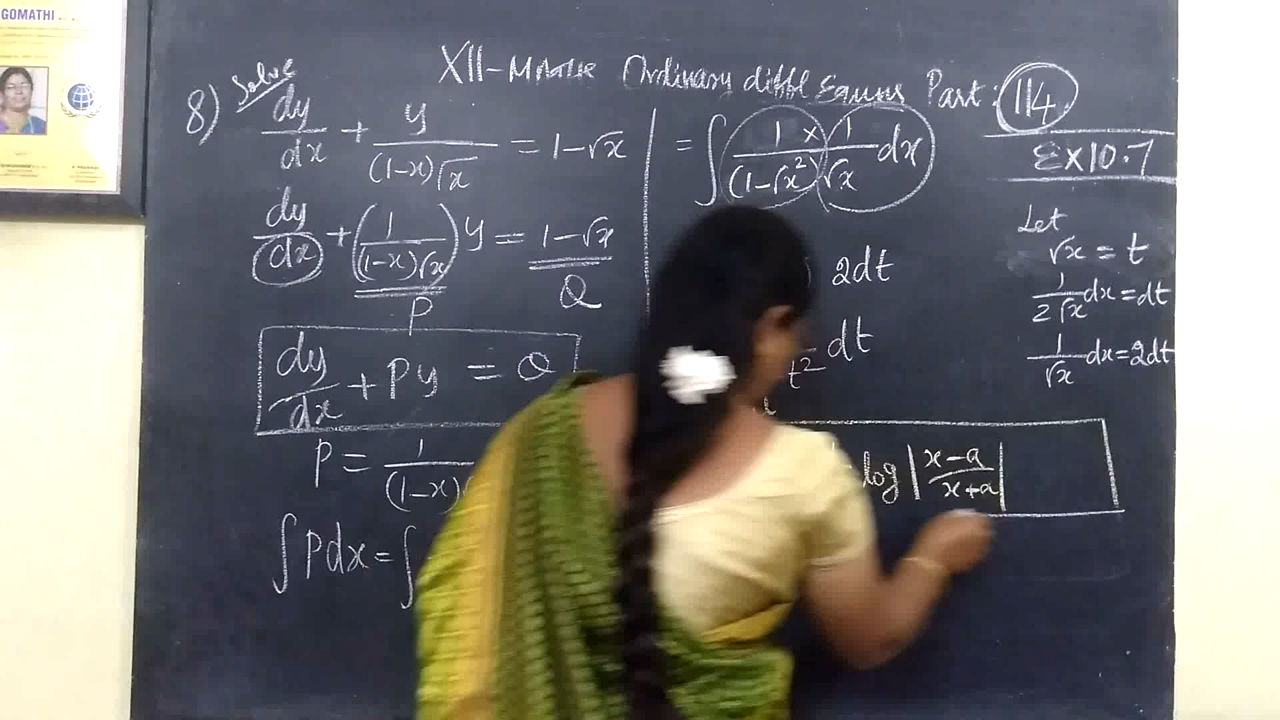 GOMATHI
XII-Maths Ordinary diffl Equns Part: 114
Ex 10.7
8) Solve
dy/dx + y/((1-x)√x) = 1-√x
dy/dx + (1/((1-x)√x)) y = 1-√x
P Q
dy/dx + Py = Q
P = 1/((1-x)
∫ Pdx = ∫
= ∫ 1/(1-√x²) × 1/√x dx
2dt
t² dt
log |x-a/x+a|
Let
√x = t
1/2√x dx = dt
1/√x dx = 2dt